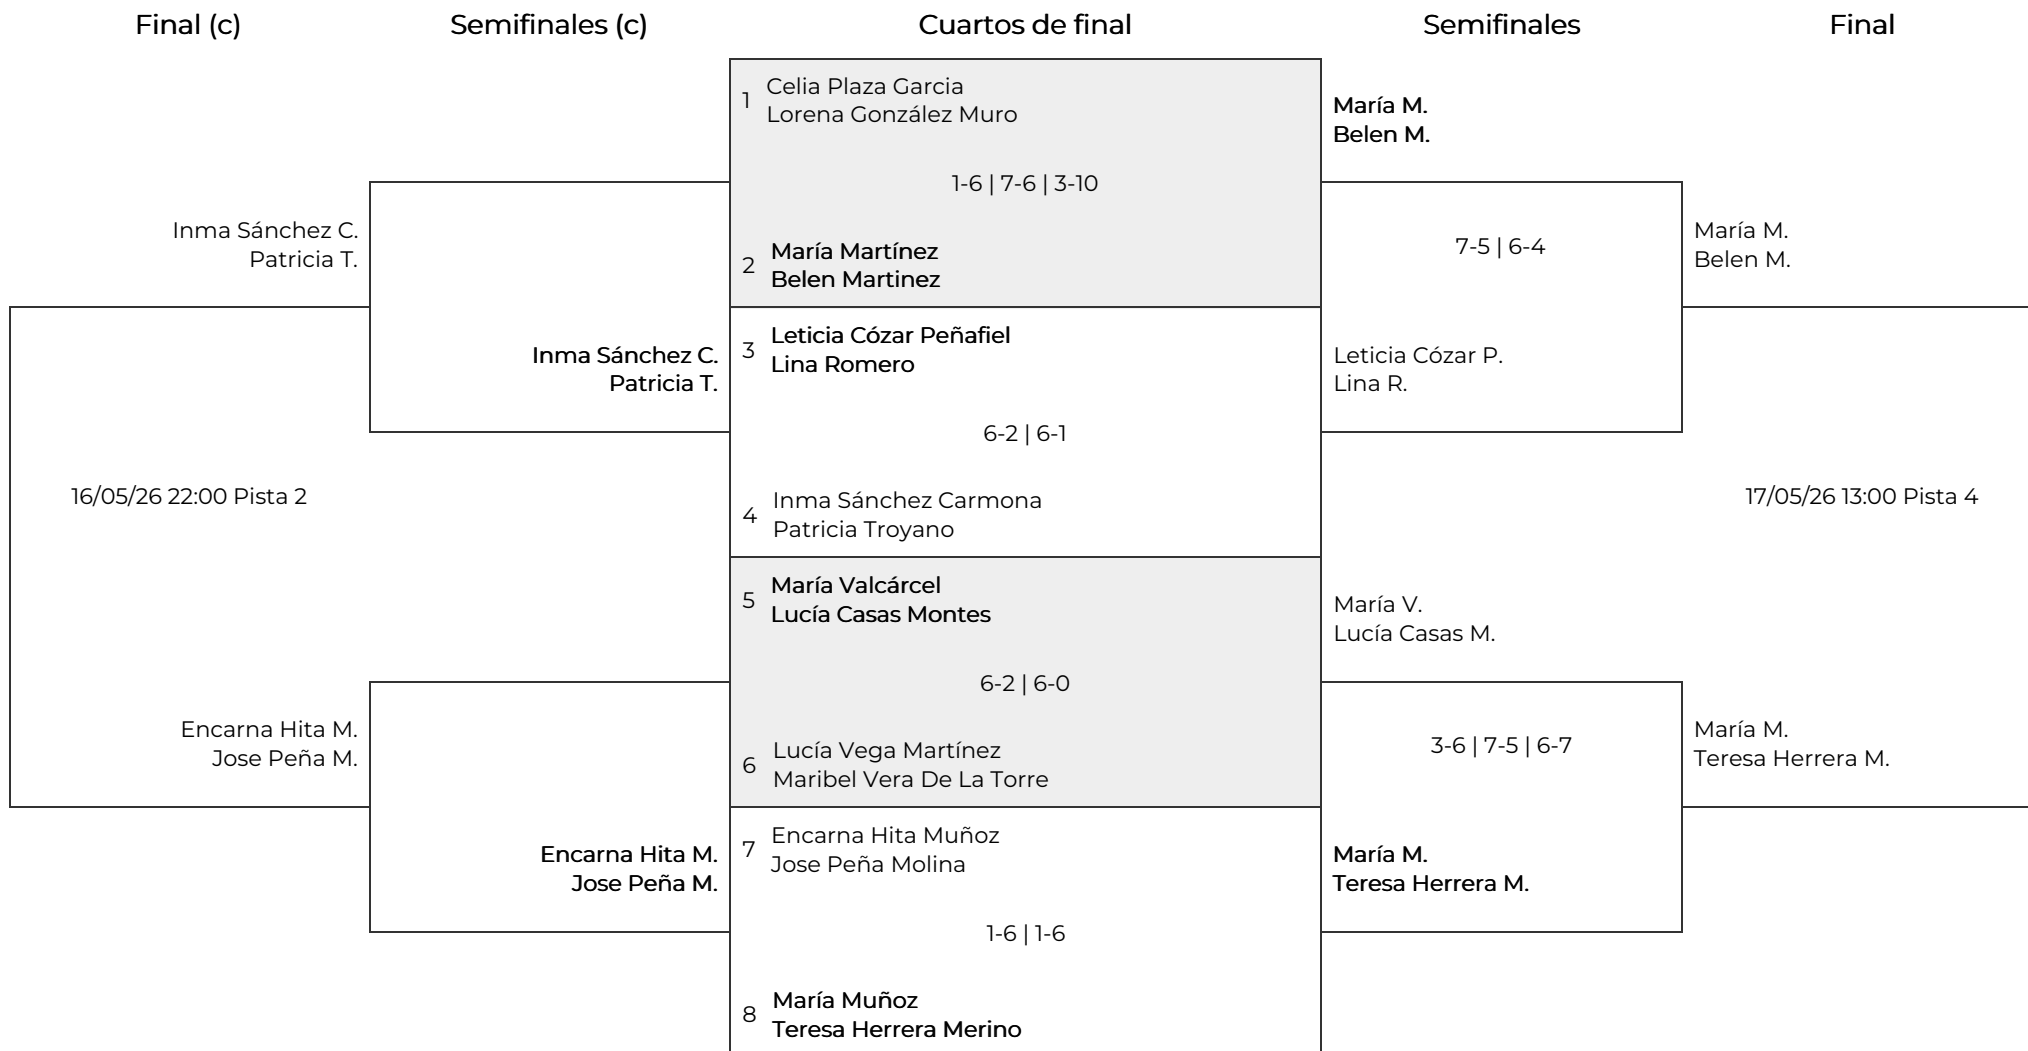 Final (c)
Semifinales (c)
Cuartos de final
Semifinales
Final
Inma Sánchez C.
Patricia T.
16/05/26 22:00 Pista 2
Encarna Hita M.
Jose Peña M.
Inma Sánchez C.
Patricia T.
Encarna Hita M.
Jose Peña M.
1
Celia Plaza Garcia
Lorena González Muro
1-6 | 7-6 | 3-10
2
María Martínez
Belen Martinez
3
Leticia Cózar Peñafiel
Lina Romero
6-2 | 6-1
4
Inma Sánchez Carmona
Patricia Troyano
5
María Valcárcel
Lucía Casas Montes
6-2 | 6-0
6
Lucía Vega Martínez
Maribel Vera De La Torre
7
Encarna Hita Muñoz
Jose Peña Molina
1-6 | 1-6
8
María Muñoz
Teresa Herrera Merino
María M.
Belen M.
7-5 | 6-4
Leticia Cózar P.
Lina R.
María V.
Lucía Casas M.
3-6 | 7-5 | 6-7
María M.
Teresa Herrera M.
María M.
Belen M.
17/05/26 13:00 Pista 4
María M.
Teresa Herrera M.